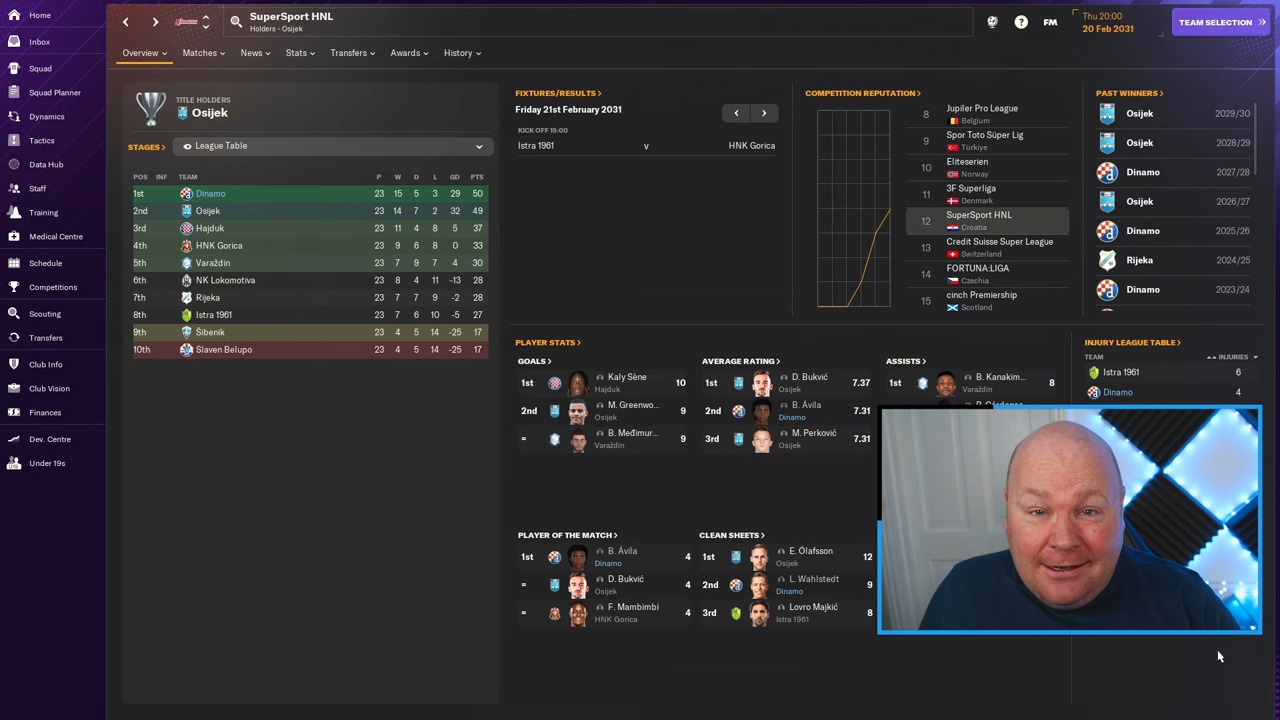 Home
Inbox
Squad
Squad Planner
Dynamics
Tactics
Data Hub
Staff
Training
Medical Centre
Schedule
Competitions
Scouting
Transfers
Club Info
Club Vision
Finances
Dev. Centre
Under 19s
SuperSport HNL
Holders - Osijek
FM
Thu 20:00
20 Feb 2031
TEAM SELECTION
Overview Matches News Stats Transfers Awards History
TITLE HOLDERS
Osijek
STAGES > League Table
POS INF TEAM P W D L GD PTS
1st Dinamo 23 15 5 3 29 50
2nd Osijek 23 14 7 2 32 49
3rd Hajduk 23 11 4 8 5 37
4th HNK Gorica 23 9 6 8 0 33
5th Varaždin 23 7 9 7 4 30
6th NK Lokomotiva 23 8 4 11 -13 28
7th Rijeka 23 7 7 9 -2 28
8th Istra 1961 23 7 6 10 -5 27
9th Šibenik 23 4 5 14 -25 17
10th Slaven Belupo 23 4 5 14 -25 17
FIXTURES/RESULTS >
Friday 21st February 2031
KICK OFF 15:00
Istra 1961 v HNK Gorica
COMPETITION REPUTATION >
8 Jupiler Pro League
Belgium
9 Spor Toto Süper Lig
Türkiye
10 Eliteserien
Norway
11 3F Superliga
Denmark
12 SuperSport HNL
Croatia
13 Credit Suisse Super League
Switzerland
14 FORTUNA:LIGA
Czechia
15 cinch Premiership
Scotland
PAST WINNERS >
Osijek 2029/30
Osijek 2028/29
Dinamo 2027/28
Osijek 2026/27
Dinamo 2025/26
Rijeka 2024/25
Dinamo 2023/24
PLAYER STATS >
GOALS >
1st Kaly Sène 10
Hajduk
2nd M. Greenwo... 9
Osijek
= B. Međimur... 9
Varaždin
AVERAGE RATING >
1st D. Bukvić 7.37
Osijek
2nd B. Ávila 7.31
Dinamo
3rd M. Perković 7.31
Osijek
ASSISTS >
1st B. Kanakim... 8
Varaždin
INJURY LEAGUE TABLE >
TEAM INJURIES
Istra 1961 6
Dinamo 4
PLAYER OF THE MATCH >
1st B. Ávila 4
Dinamo
= D. Bukvić 4
Osijek
= F. Mambimbi 4
HNK Gorica
CLEAN SHEETS >
1st E. Ólafsson 12
Osijek
2nd L. Wahlstedt 9
Dinamo
3rd Lovro Majkić 8
Istra 1961